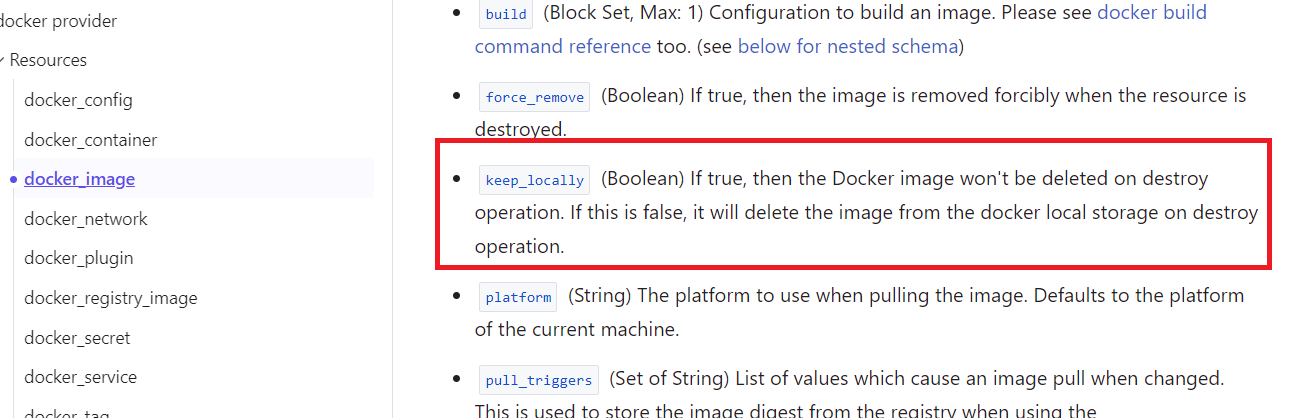 docker provider
Resources
docker_config
docker_container
docker_image
docker_network
docker_plugin
docker_registry_image
docker_secret
docker_service
docker_tag
build (Block Set, Max: 1) Configuration to build an image. Please see docker build
command reference too. (see below for nested schema)
force_remove (Boolean) If true, then the image is removed forcibly when the resource is
destroyed.
keep_locally (Boolean) If true, then the Docker image won't be deleted on destroy
operation. If this is false, it will delete the image from the docker local storage on destroy
operation.
platform (String) The platform to use when pulling the image. Defaults to the platform
of the current machine.
pull_triggers (Set of String) List of values which cause an image pull when changed.
This is used to store the image digest from the registry when using the